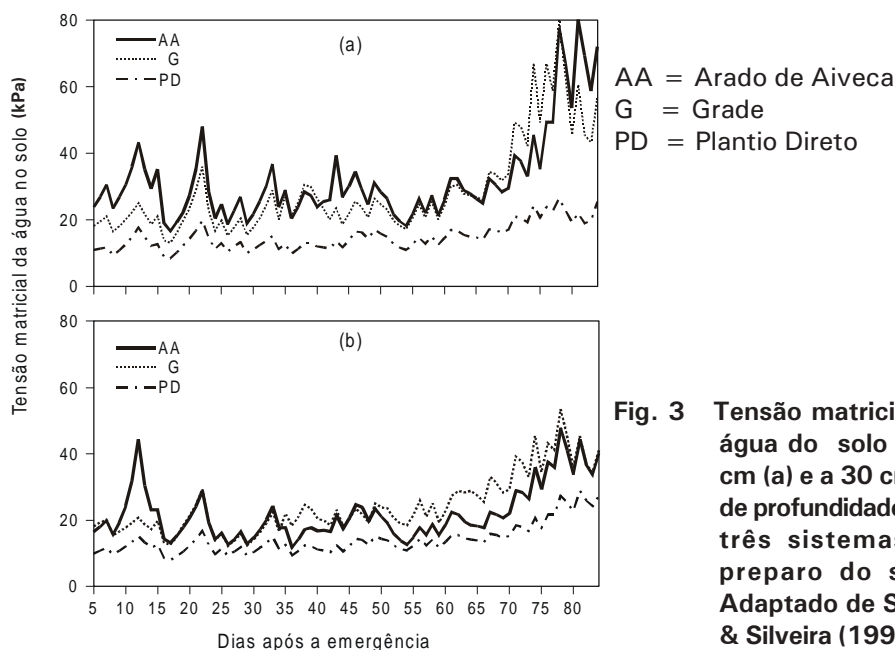 80
60
40
20
0
AA
G
PD
(a)
AA = Arado de Aiveca
G = Grade
PD = Plantio Direto
Tensão matricial da água no solo (kPa)
80
60
40
20
0
AA
G
PD
(b)
5 10 15 20 25 30 35 40 45 50 55 60 65 70 75 80
Dias após a emergência
Fig. 3 Tensão matrici
água do solo
cm (a) e a 30 c
de profundidade
três sistemas
preparo do s
Adaptado de S
& Silveira (199